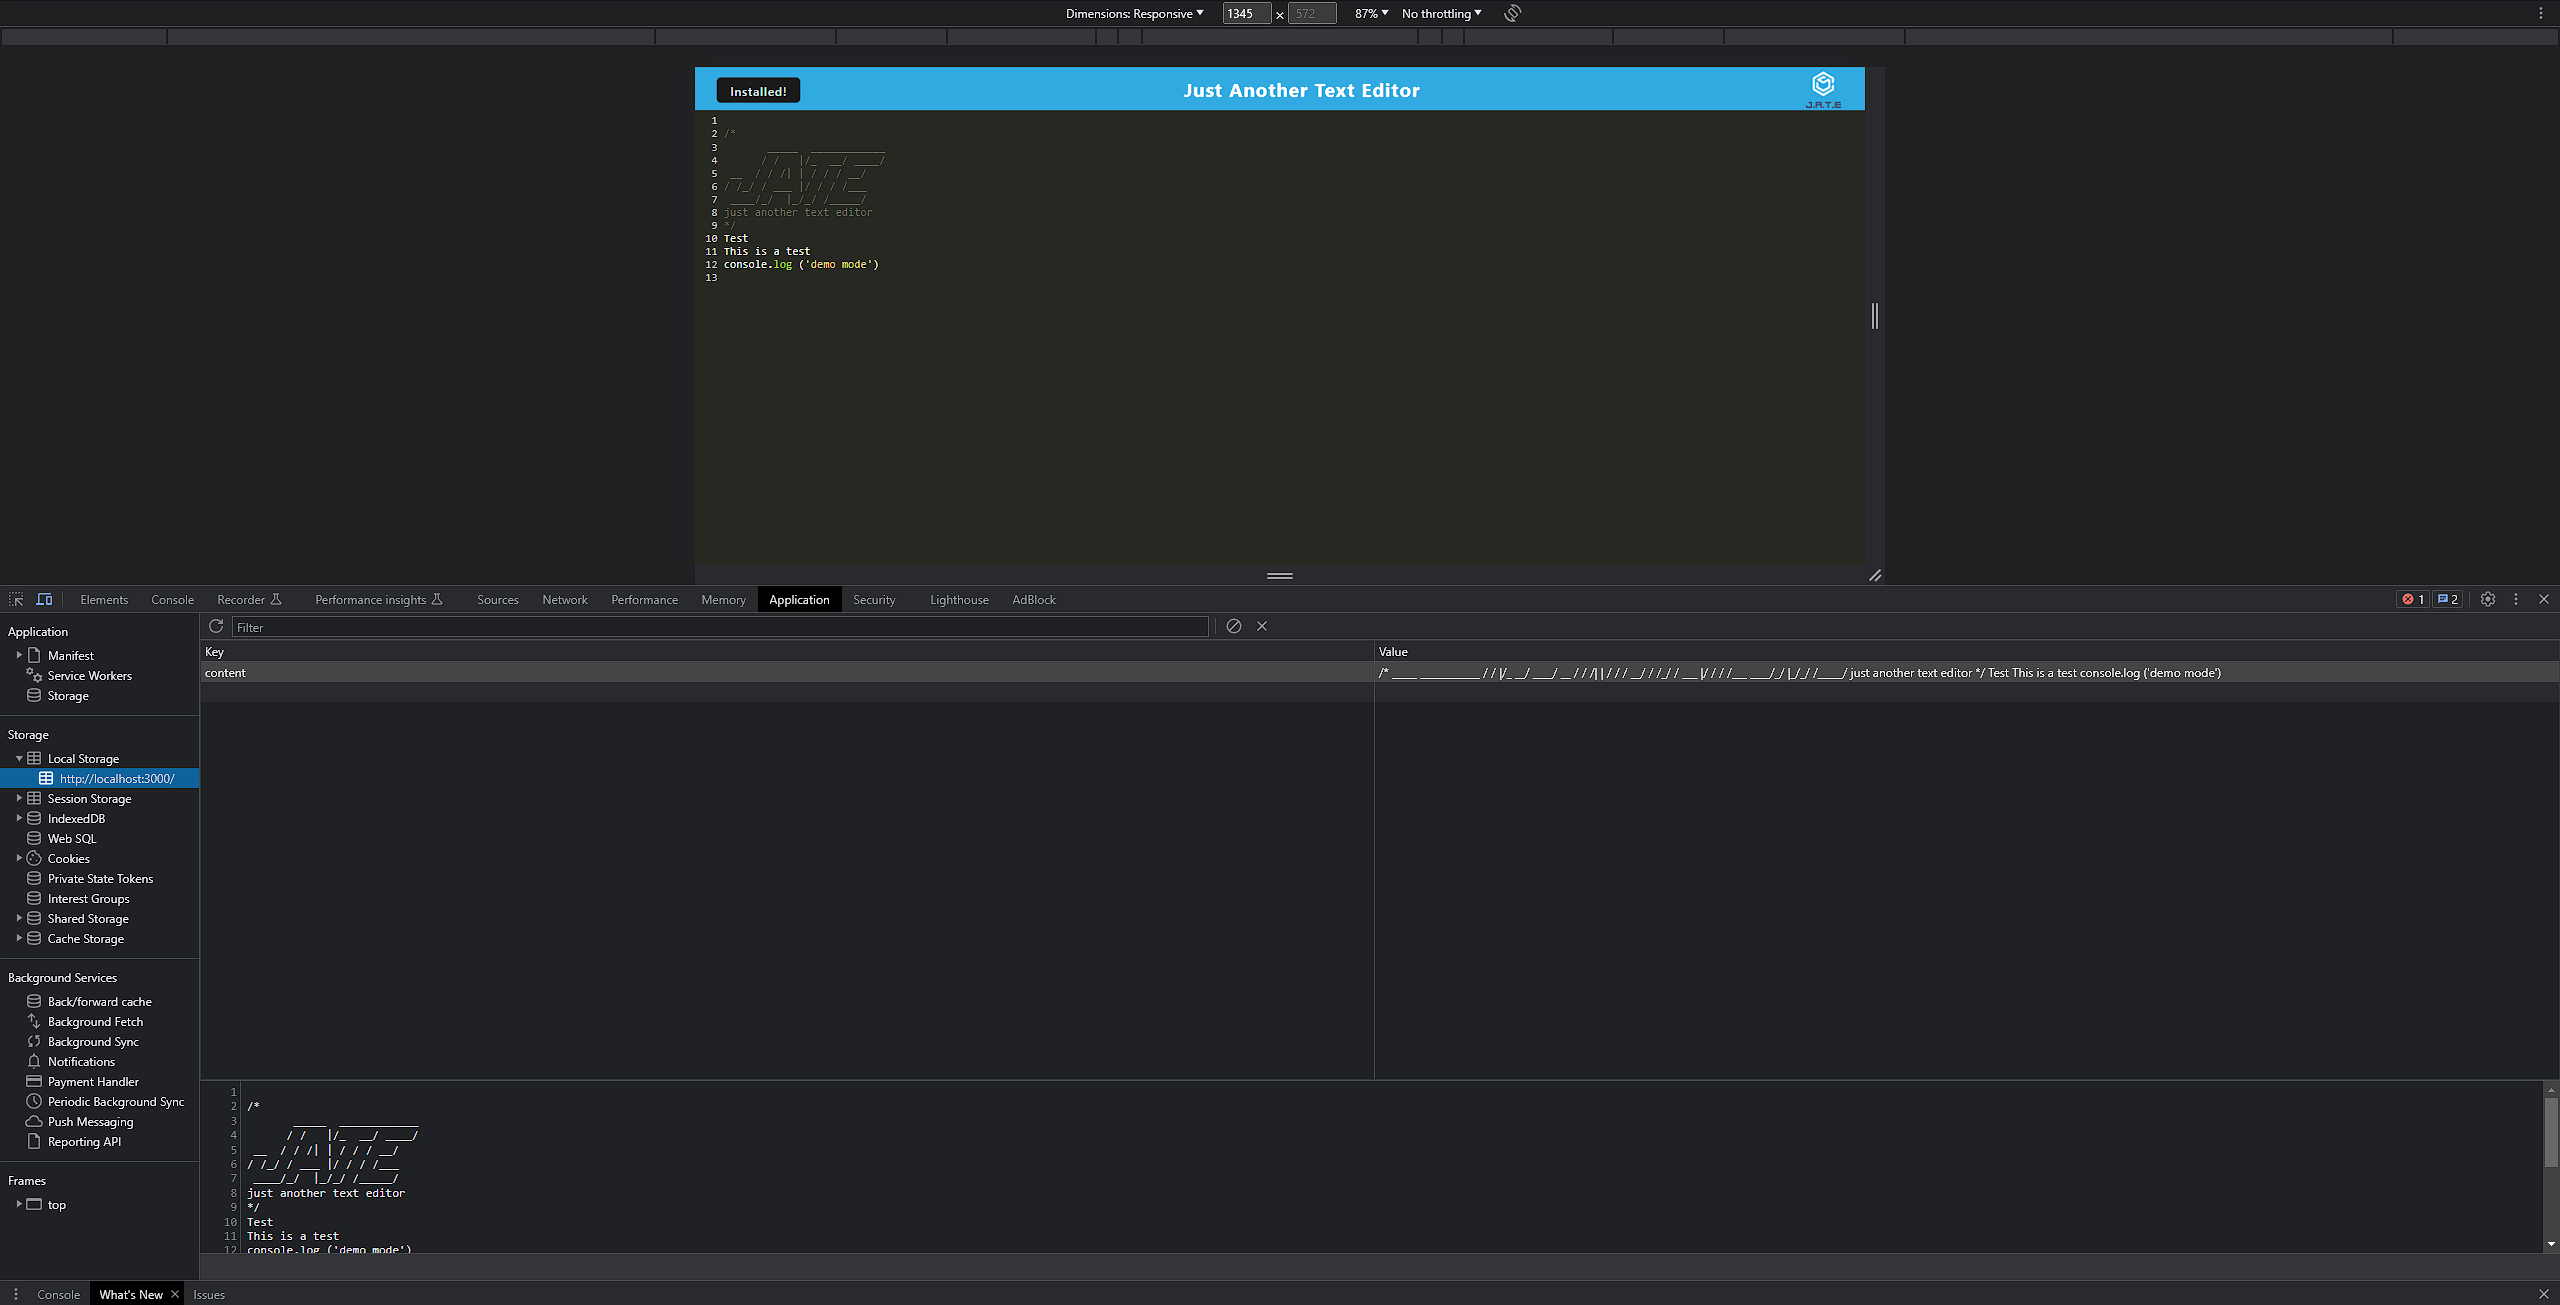 Dimensions: Responsive 1345 × 572 87% No throttling
Installed! Just Another Text Editor J.A.T.E
1
2 /*
3       _____  ____________
4      / /   |/_  __/ ____/
5 __  / / /| | / / / __/
6 / /_/ / ___ |/ / / /___
7 ____/_/  |_/_/ /_____/
8 just another text editor
9 */
10 Test
11 This is a test
12 console.log ('demo mode')
13
Elements Console Recorder Performance insights Sources Network Performance Memory Application Security Lighthouse AdBlock 1 2
Application
Manifest
Service Workers
Storage
Storage
Local Storage
http://localhost:3000/
Session Storage
IndexedDB
Web SQL
Cookies
Private State Tokens
Interest Groups
Shared Storage
Cache Storage
Background Services
Back/forward cache
Background Fetch
Background Sync
Notifications
Payment Handler
Periodic Background Sync
Push Messaging
Reporting API
Frames
top
Filter
Key Value
content /* _____ ____________ / / |/_ __/ ____/ __ / / /| | / / / __/ / /_/ / ___ |/ / / /___ ____/_/ |_/_/ /_____/ just another text editor */ Test This is a test console.log ('demo mode')
1
2 /*
3       _____  ____________
4      / /   |/_  __/ ____/
5 __  / / /| | / / / __/
6 / /_/ / ___ |/ / / /___
7 ____/_/  |_/_/ /_____/
8 just another text editor
9 */
10 Test
11 This is a test
12 console.log ('demo mode')
Console What's New Issues